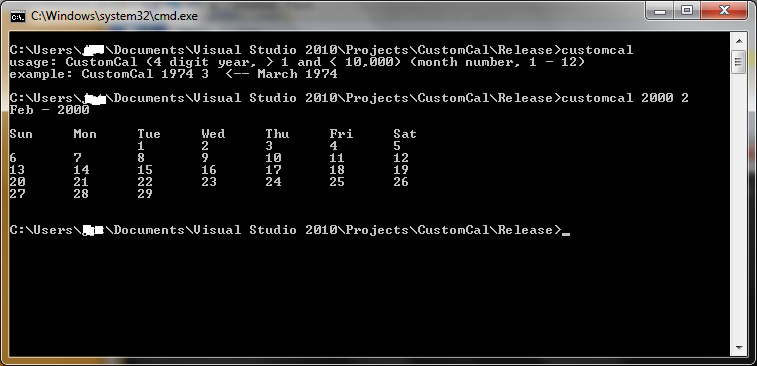 C:\Windows\system32\cmd.exe
C:\Users\ \Documents\Visual Studio 2010\Projects\CustomCal\Release>customcal
usage: CustomCal (4 digit year, > 1 and < 10,000) (month number, 1 - 12)
example: CustomCal 1974 3  <-- March 1974
C:\Users\ \Documents\Visual Studio 2010\Projects\CustomCal\Release>customcal 2000 2
Feb - 2000
Sun Mon Tue Wed Thu Fri Sat
1 2 3 4 5
6 7 8 9 10 11 12
13 14 15 16 17 18 19
20 21 22 23 24 25 26
27 28 29
C:\Users\ \Documents\Visual Studio 2010\Projects\CustomCal\Release>_